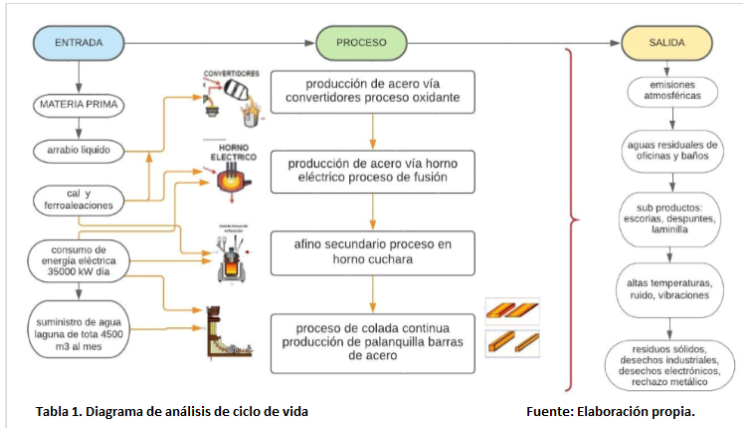 ENTRADA
PROCESO
SALIDA
MATERIA PRIMA
arrabio liquido
cal y
ferroaleaciones
consumo de
energía eléctrica
35000 kW día
suministro de agua
laguna de tota 4500
m3 al mes
CONVERTIDORES
HORNO
ELECTRICO
producción de acero vía
convertidores proceso oxidante
producción de acero vía horno
eléctrico proceso de fusión
afino secundario proceso en
horno cuchara
proceso de colada continua
producción de palanquilla barras
de acero
emisiones
atmosféricas
aguas residuales de
oficinas y baños
sub productos:
escorias, despuntes,
laminilla
altas temperaturas,
ruido, vibraciones
residuos sólidos,
desechos industriales,
desechos electrónicos,
rechazo metálico
Tabla 1. Diagrama de análisis de ciclo de vida
Fuente: Elaboración propia.